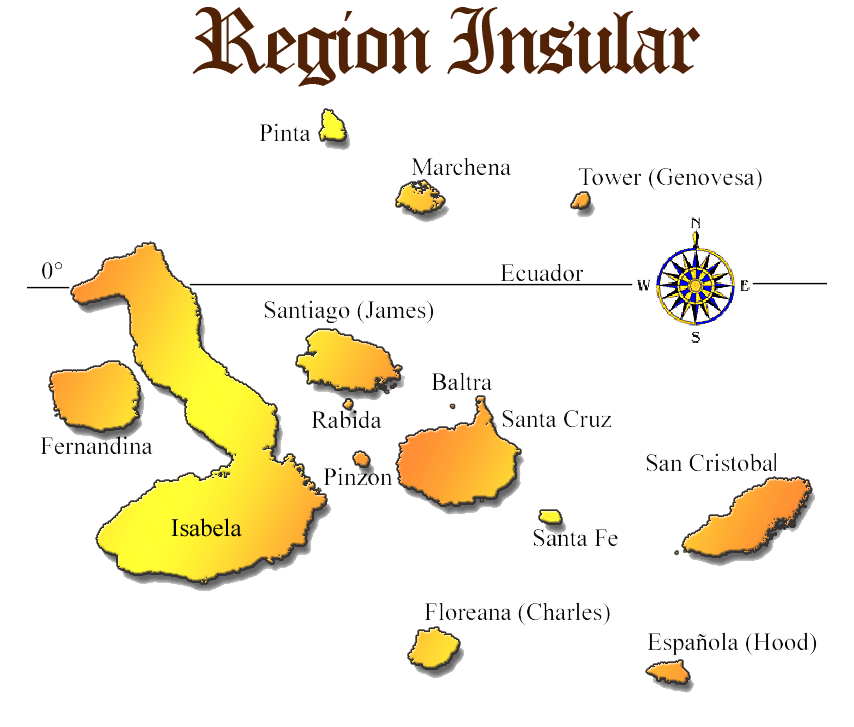 Region Insular
Pinta
Marchena
Tower (Genovesa)
N
0°
Ecuador
W
E
Santiago (James)
S
Baltra
Rabida
Santa Cruz
Fernandina
San Cristobal
Pinzon
Isabela
Santa Fe
Floreana (Charles)
Española (Hood)